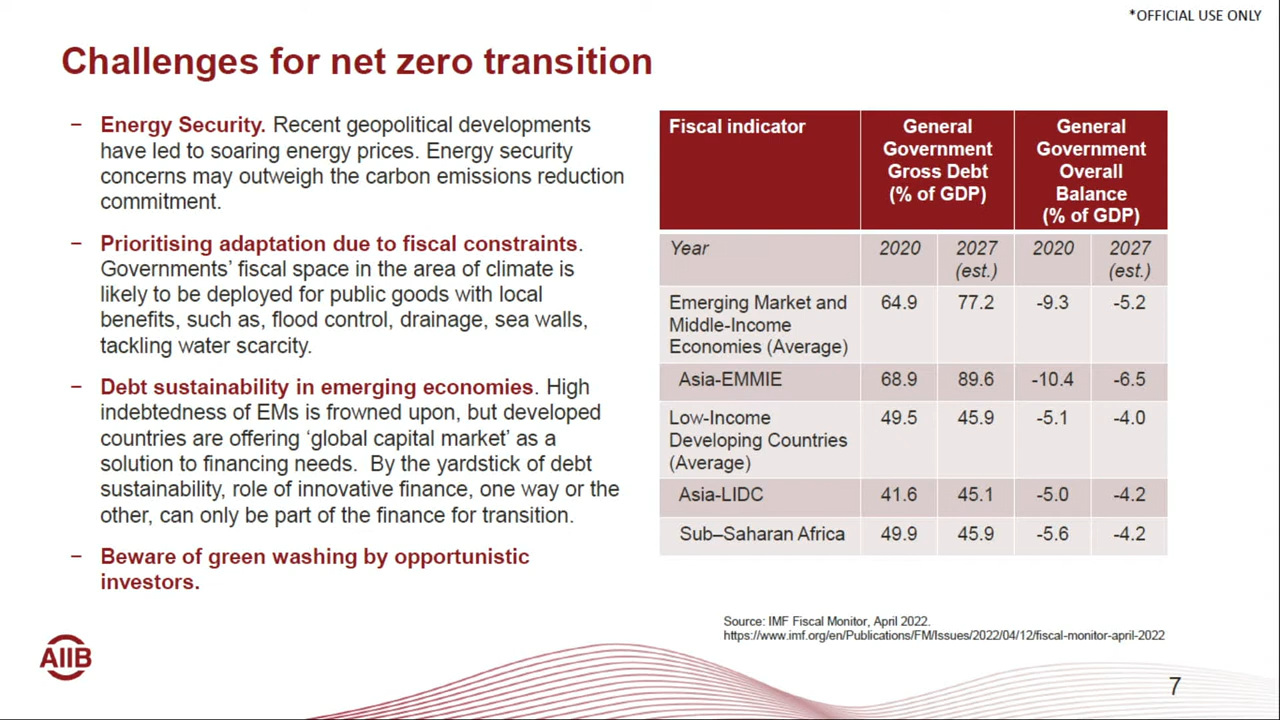 *OFFICIAL USE ONLY
Challenges for net zero transition
− Energy Security. Recent geopolitical developments
have led to soaring energy prices. Energy security
concerns may outweigh the carbon emissions reduction
commitment.
− Prioritising adaptation due to fiscal constraints.
Governments’ fiscal space in the area of climate is
likely to be deployed for public goods with local
benefits, such as, flood control, drainage, sea walls,
tackling water scarcity.
− Debt sustainability in emerging economies. High
indebtedness of EMs is frowned upon, but developed
countries are offering ‘global capital market’ as a
solution to financing needs. By the yardstick of debt
sustainability, role of innovative finance, one way or the
other, can only be part of the finance for transition.
− Beware of green washing by opportunistic
investors.
Fiscal indicator
General
Government
Gross Debt
(% of GDP)
General
Government
Overall
Balance
(% of GDP)
Year 2020 2027 (est.) 2020 2027 (est.)
Emerging Market and
Middle-Income
Economies (Average)
64.9 77.2 -9.3 -5.2
Asia-EMMIE 68.9 89.6 -10.4 -6.5
Low-Income
Developing Countries
(Average)
49.5 45.9 -5.1 -4.0
Asia-LIDC 41.6 45.1 -5.0 -4.2
Sub–Saharan Africa 49.9 45.9 -5.6 -4.2
Source: IMF Fiscal Monitor, April 2022.
https://www.imf.org/en/Publications/FM/Issues/2022/04/12/fiscal-monitor-april-2022
AIIB
7